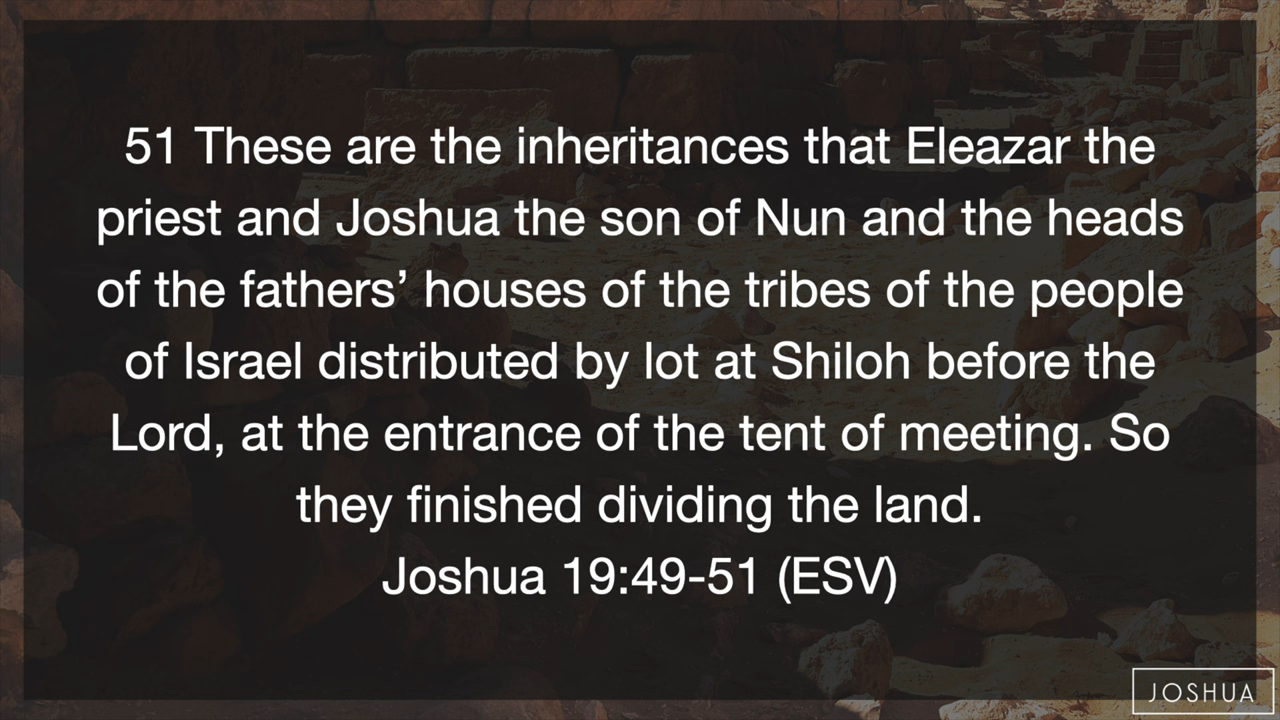 51 These are the inheritances that Eleazar the
priest and Joshua the son of Nun and the heads
of the fathers’ houses of the tribes of the people
of Israel distributed by lot at Shiloh before the
Lord, at the entrance of the tent of meeting. So
they finished dividing the land.
Joshua 19:49-51 (ESV)
JOSHUA